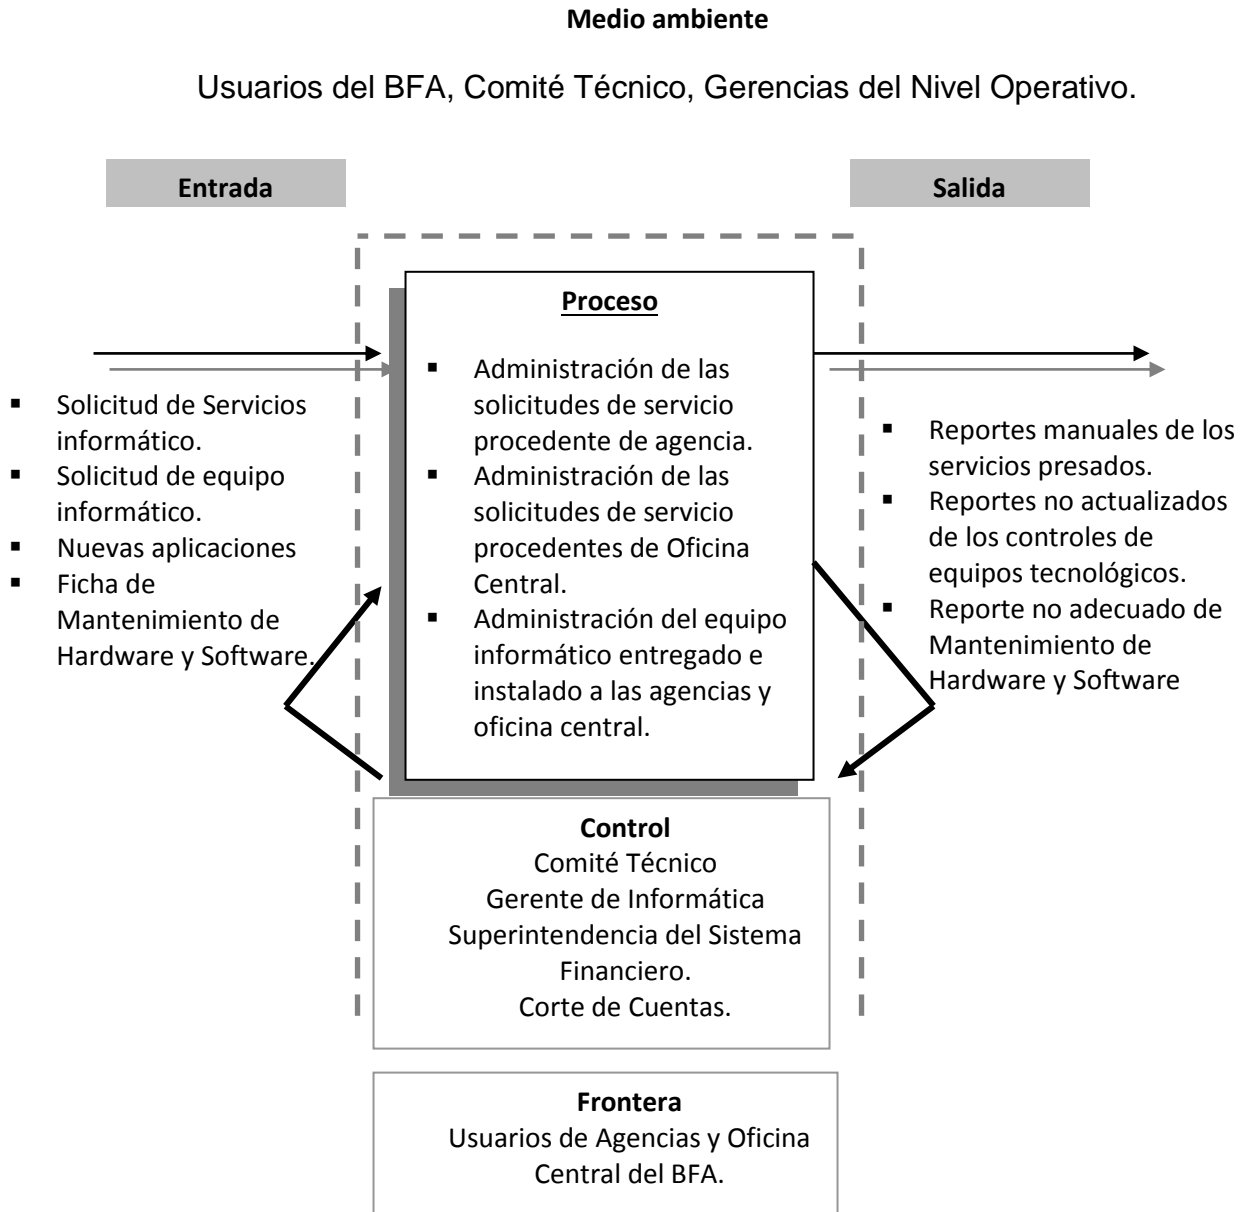 Medio ambiente
Usuarios del BFA, Comité Técnico, Gerencias del Nivel Operativo.
Entrada
Salida
Proceso
▪ Solicitud de Servicios
informático.
▪ Solicitud de equipo
informático.
▪ Nuevas aplicaciones
▪ Ficha de
Mantenimiento de
Hardware y Software.
▪ Administración de las
solicitudes de servicio
procedente de agencia.
▪ Administración de las
solicitudes de servicio
procedentes de Oficina
Central.
▪ Administración del equipo
informático entregado e
instalado a las agencias y
oficina central.
▪ Reportes manuales de los
servicios presados.
▪ Reportes no actualizados
de los controles de
equipos tecnológicos.
▪ Reporte no adecuado de
Mantenimiento de
Hardware y Software
Control
Comité Técnico
Gerente de Informática
Superintendencia del Sistema
Financiero.
Corte de Cuentas.
Frontera
Usuarios de Agencias y Oficina
Central del BFA.